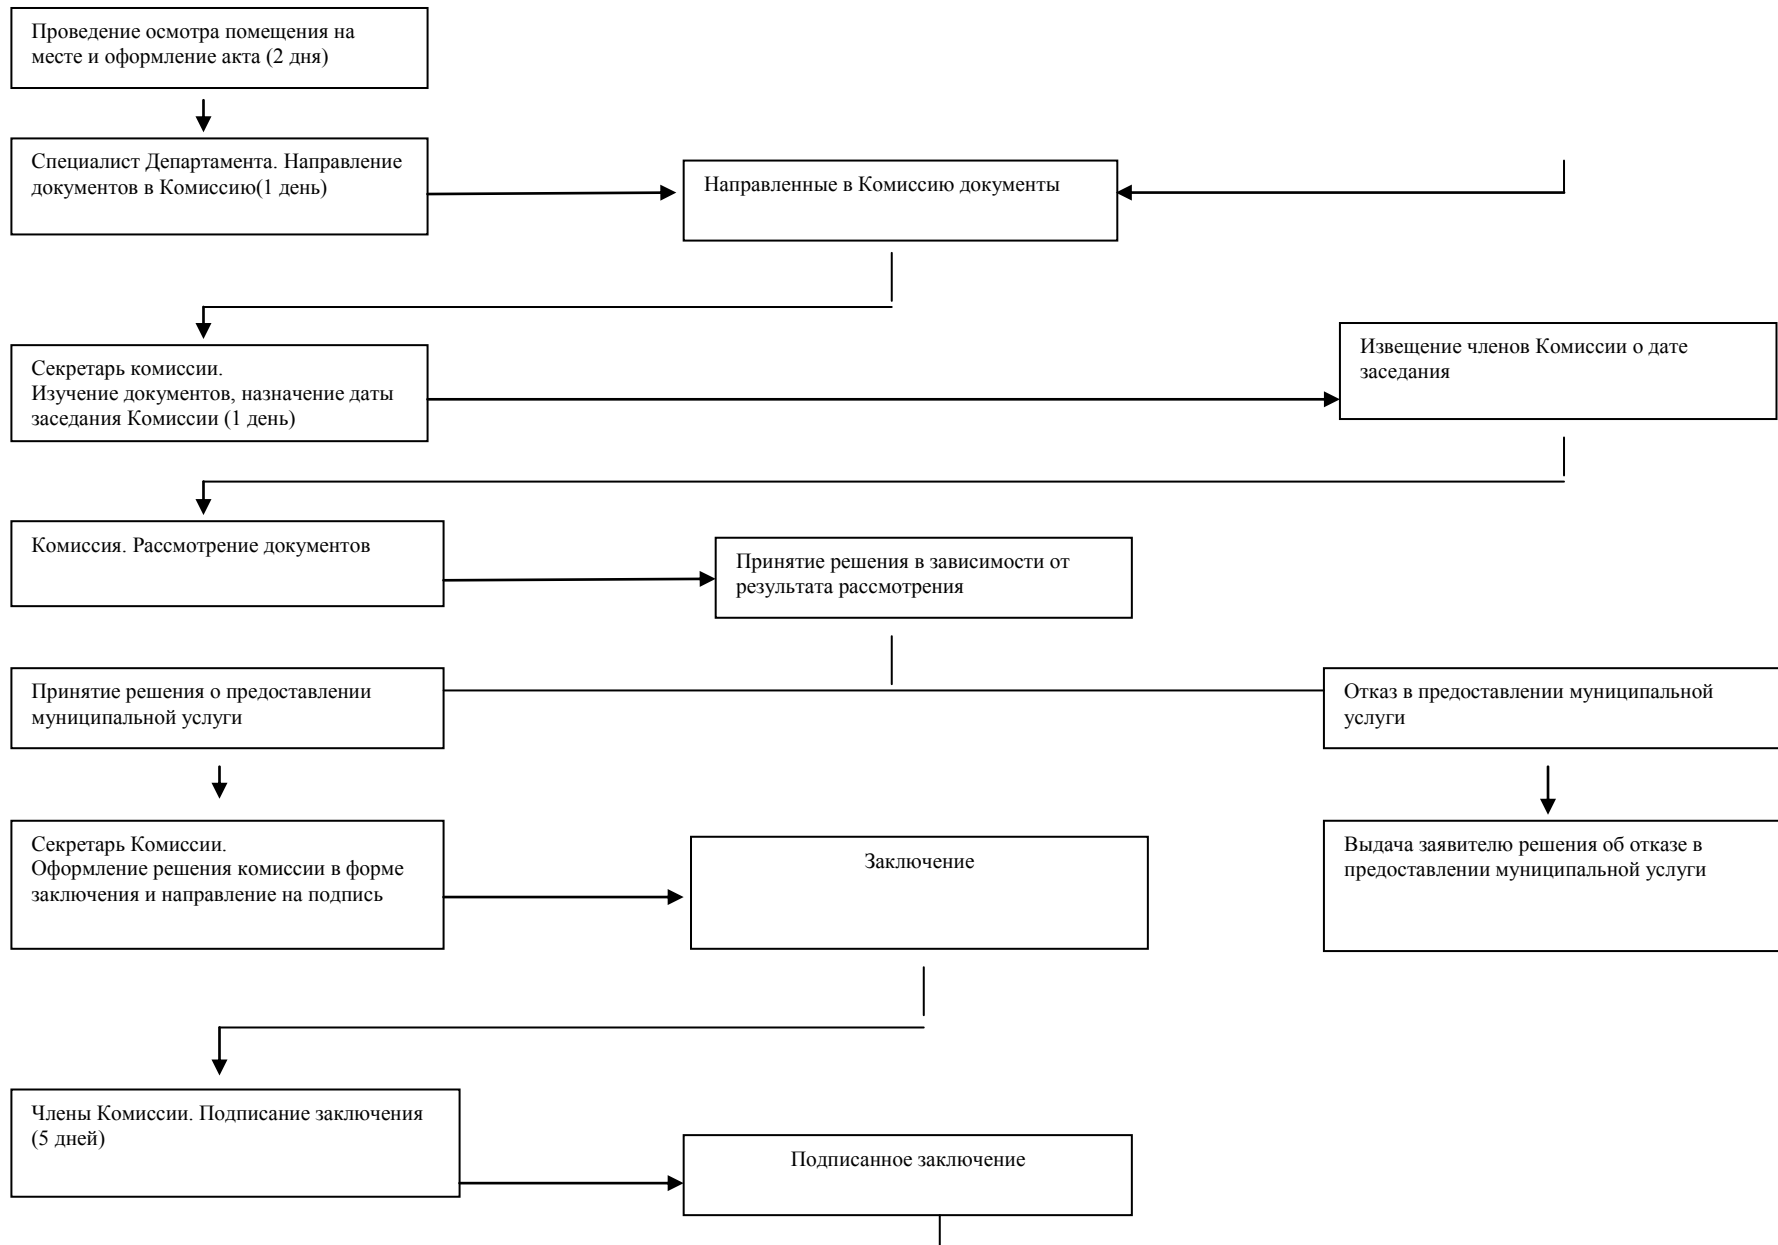 Проведение осмотра помещения на
месте и оформление акта (2 дня)
Специалист Департамента. Направление
документов в Комиссию(1 день)
Направленные в Комиссию документы
Секретарь комиссии.
Изучение документов, назначение даты
заседания Комиссии (1 день)
Извещение членов Комиссии о дате
заседания
Комиссия. Рассмотрение документов
Принятие решения в зависимости от
результата рассмотрения
Принятие решения о предоставлении
муниципальной услуги
Отказ в предоставлении муниципальной
услуги
Секретарь Комиссии.
Оформление решения комиссии в форме
заключения и направление на подпись
Заключение
Выдача заявителю решения об отказе в
предоставлении муниципальной услуги
Члены Комиссии. Подписание заключения
(5 дней)
Подписанное заключение